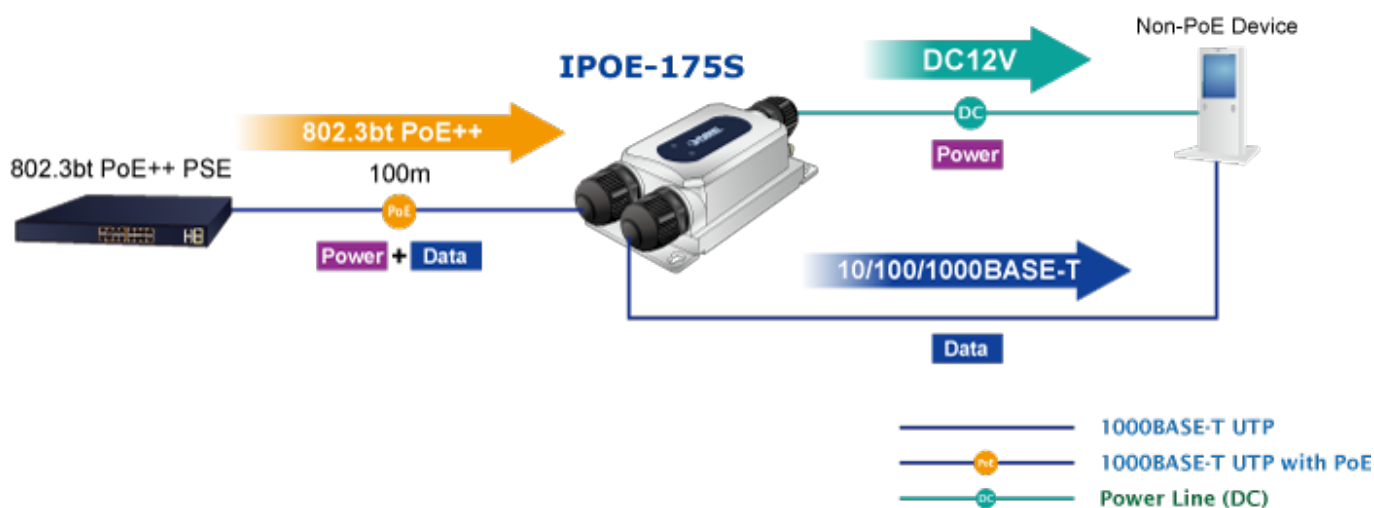 Non-PoE Device
DC12V
IPOE-175S
DC
802.3bt PoE++
Power
802.3bt PoE++ PSE
100m
PoE
Power + Data
10/100/1000BASE-T
Data
1000BASE-T UTP
PoE
1000BASE-T UTP with PoE
DC
Power Line (DC)